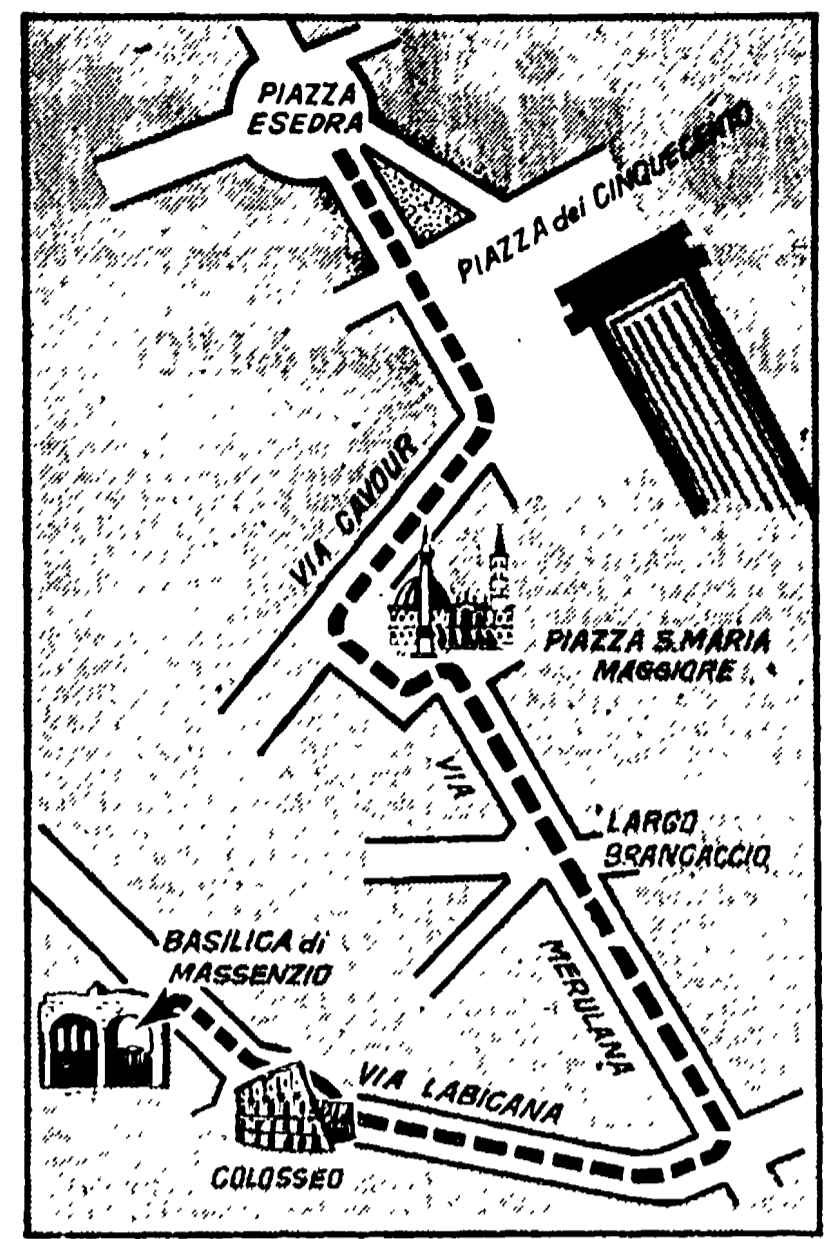 PIAZZA
ESEDRA
PIAZZA dei CINQUECENTO
VIA CAVOUR
PIAZZA S. MARIA
MAGGIORE
VIA
LARGO
BRANCACCIO
BASILICA di
MASSENZIO
MERULANA
VIA LABICANA
COLOSSEO